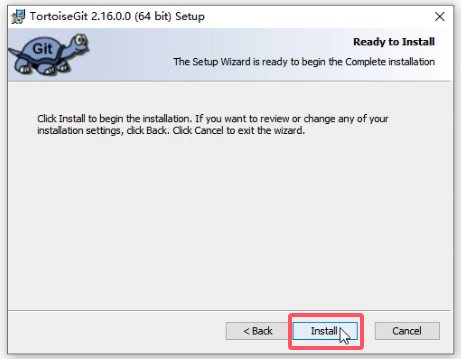 TortoiseGit 2.16.0.0 (64 bit) Setup
Git
Ready to Install
The Setup Wizard is ready to begin the Complete installation
Click Install to begin the installation. If you want to review or change any of your
installation settings, click Back. Click Cancel to exit the wizard.
< Back Install Cancel